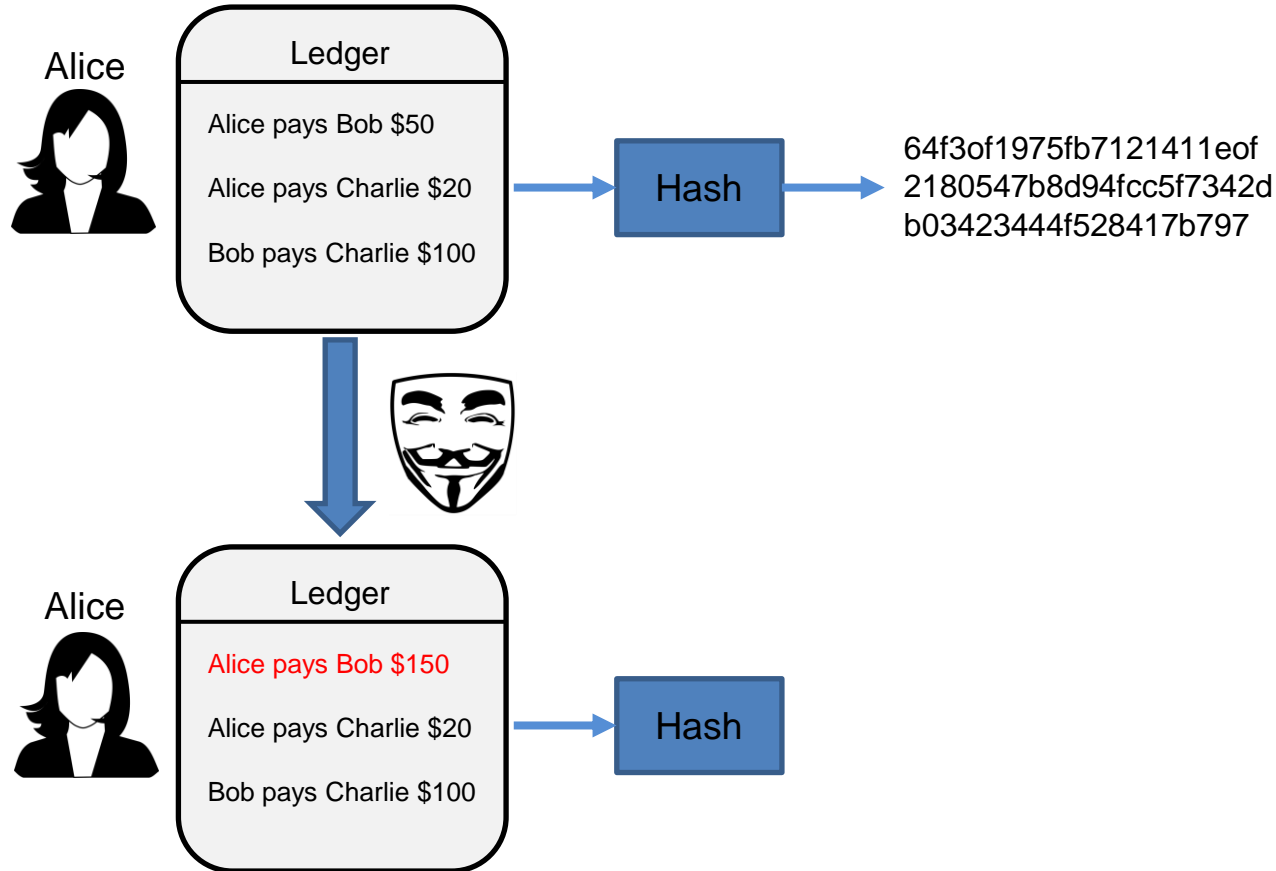 Alice
Ledger
Alice pays Bob $50
Alice pays Charlie $20
Bob pays Charlie $100
Hash
64f3of1975fb7121411eof
2180547b8d94fcc5f7342d
b03423444f528417b797
Alice
Ledger
Alice pays Bob $150
Alice pays Charlie $20
Bob pays Charlie $100
Hash